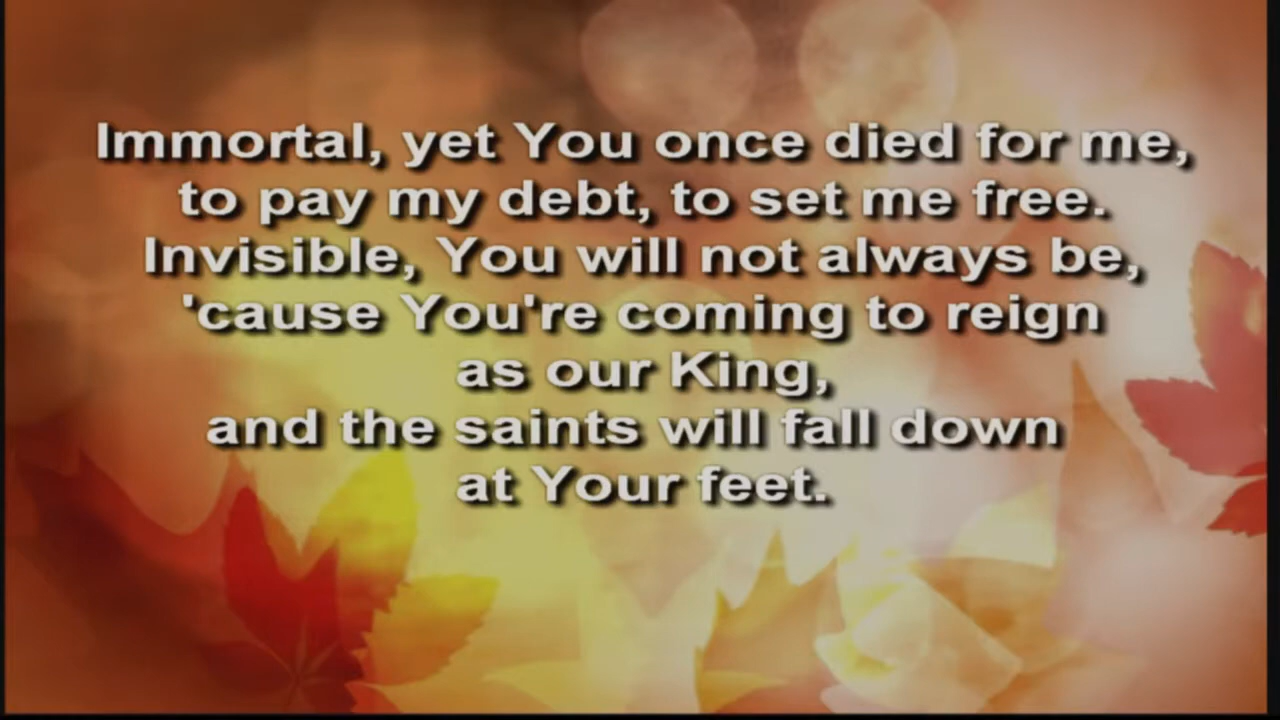 Immortal, yet You once died for me,
to pay my debt, to set me free.
Invisible, You will not always be,
'cause You're coming to reign
as our King,
and the saints will fall down
at Your feet.